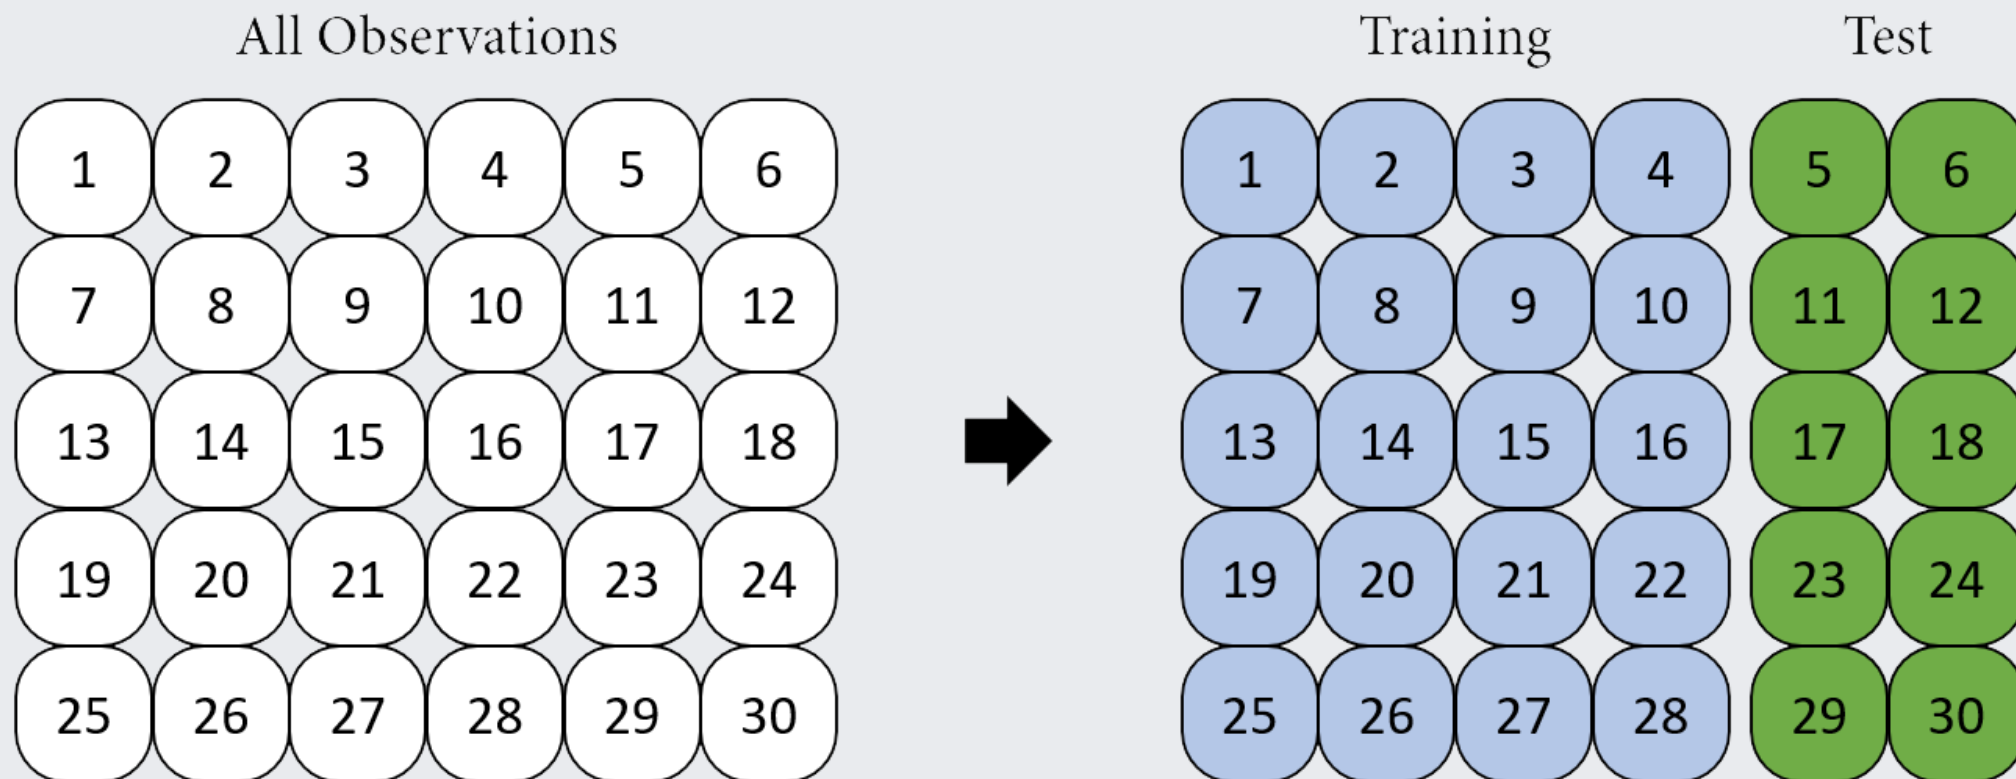 All Observations Training Test
1 2 3 4 5 6 1 2 3 4 5 6
7 8 9 10 11 12 7 8 9 10 11 12
13 14 15 16 17 18 13 14 15 16 17 18
19 20 21 22 23 24 19 20 21 22 23 24
25 26 27 28 29 30 25 26 27 28 29 30